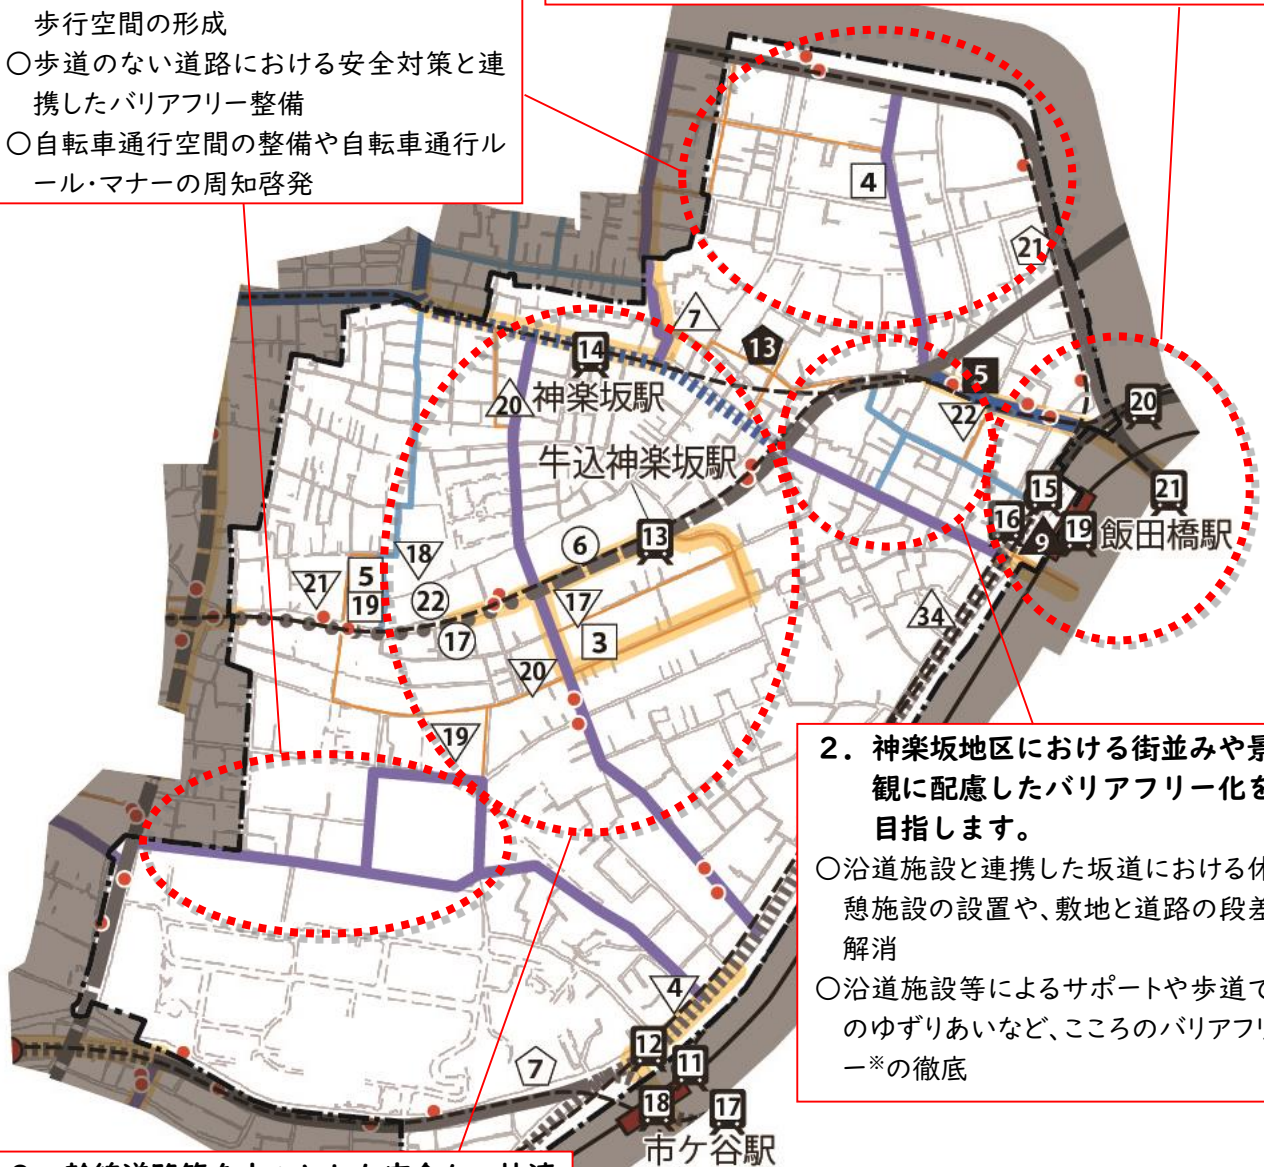 歩行空間の形成
○歩道のない道路における安全対策と連
携したバリアフリー整備
○自転車通行空間の整備や自転車通行ル
ール・マナーの周知啓発
4
21
7
13
14
神楽坂駅
20
5
22
20
牛込神楽坂駅
15
21
16
9
19
飯田橋駅
13
6
18
21
5
19
22
17
17
3
34
20
19
2．神楽坂地区における街並みや景
観に配慮したバリアフリー化を
目指します。
○沿道施設と連携した坂道における休
憩施設の設置や、敷地と道路の段差
解消
○沿道施設等によるサポートや歩道で
のゆずりあいなど、こころのバリアフリ
ー※の徹底
4
12
11
7
18
17
市ケ谷駅